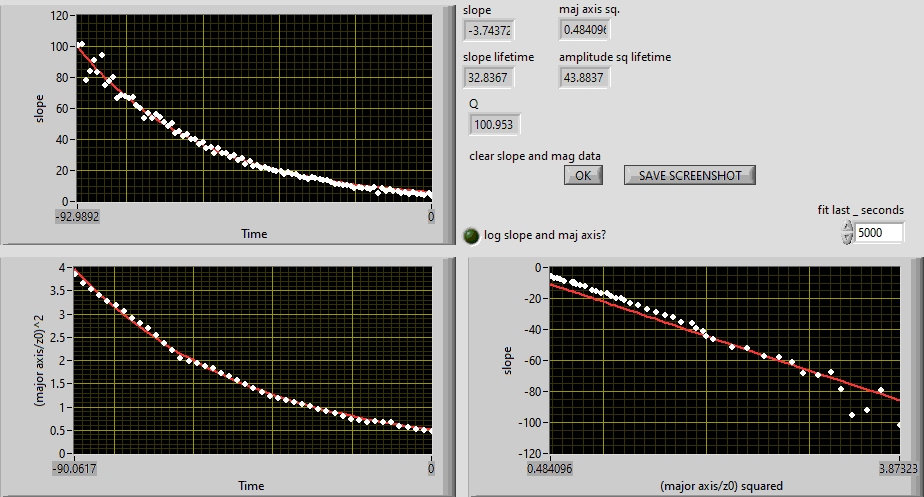 120
100
80
60
40
20
0
slope
-92.9892
0
Time
slope
-3.74372
maj axis sq.
0.484096
slope lifetime
32.8367
amplitude sq lifetime
43.8837
Q
100.953
clear slope and mag data
OK
SAVE SCREENSHOT
fit last _ seconds
5000
log slope and maj axis?
4
3.5
3
2.5
2
1.5
1
0.5
0
(major axis/z0)^2
-90.0617
0
Time
0
-20
-40
-60
-80
-100
-120
slope
0.484096
3.87323
(major axis/z0) squared